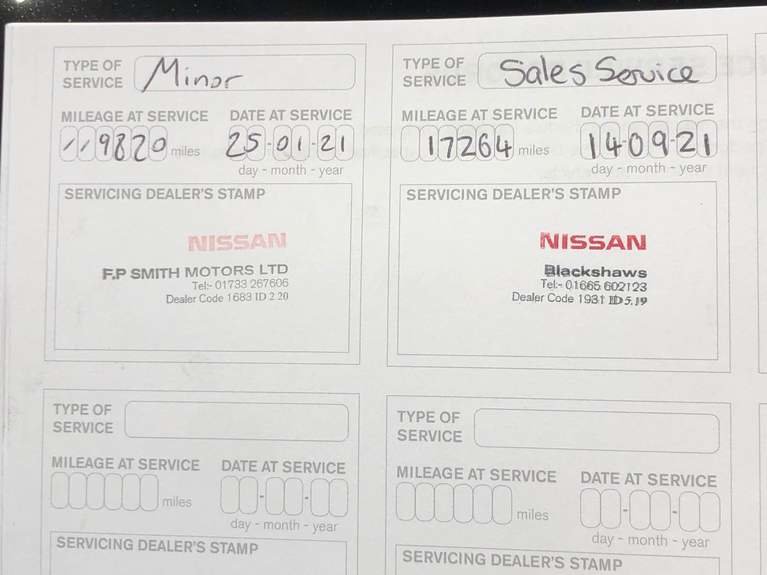 TYPE OF SERVICE Minor
MILEAGE AT SERVICE DATE AT SERVICE
119820 miles 25-01-21
day - month - year
SERVICING DEALER'S STAMP
NISSAN
F.P SMITH MOTORS LTD
Tel:- 01733 267606
Dealer Code 1683 ID 2.20
TYPE OF SERVICE Sales Service
MILEAGE AT SERVICE DATE AT SERVICE
17264 miles 14-09-21
day - month - year
SERVICING DEALER'S STAMP
NISSAN
Blackshaws
Tel:- 01665 602123
Dealer Code 1931 ID 5.19
TYPE OF SERVICE
MILEAGE AT SERVICE DATE AT SERVICE
miles
day - month - year
SERVICING DEALER'S STAMP
TYPE OF SERVICE
MILEAGE AT SERVICE DATE AT SERVICE
miles
day - month - year
SERVICING DEALER'S STAMP